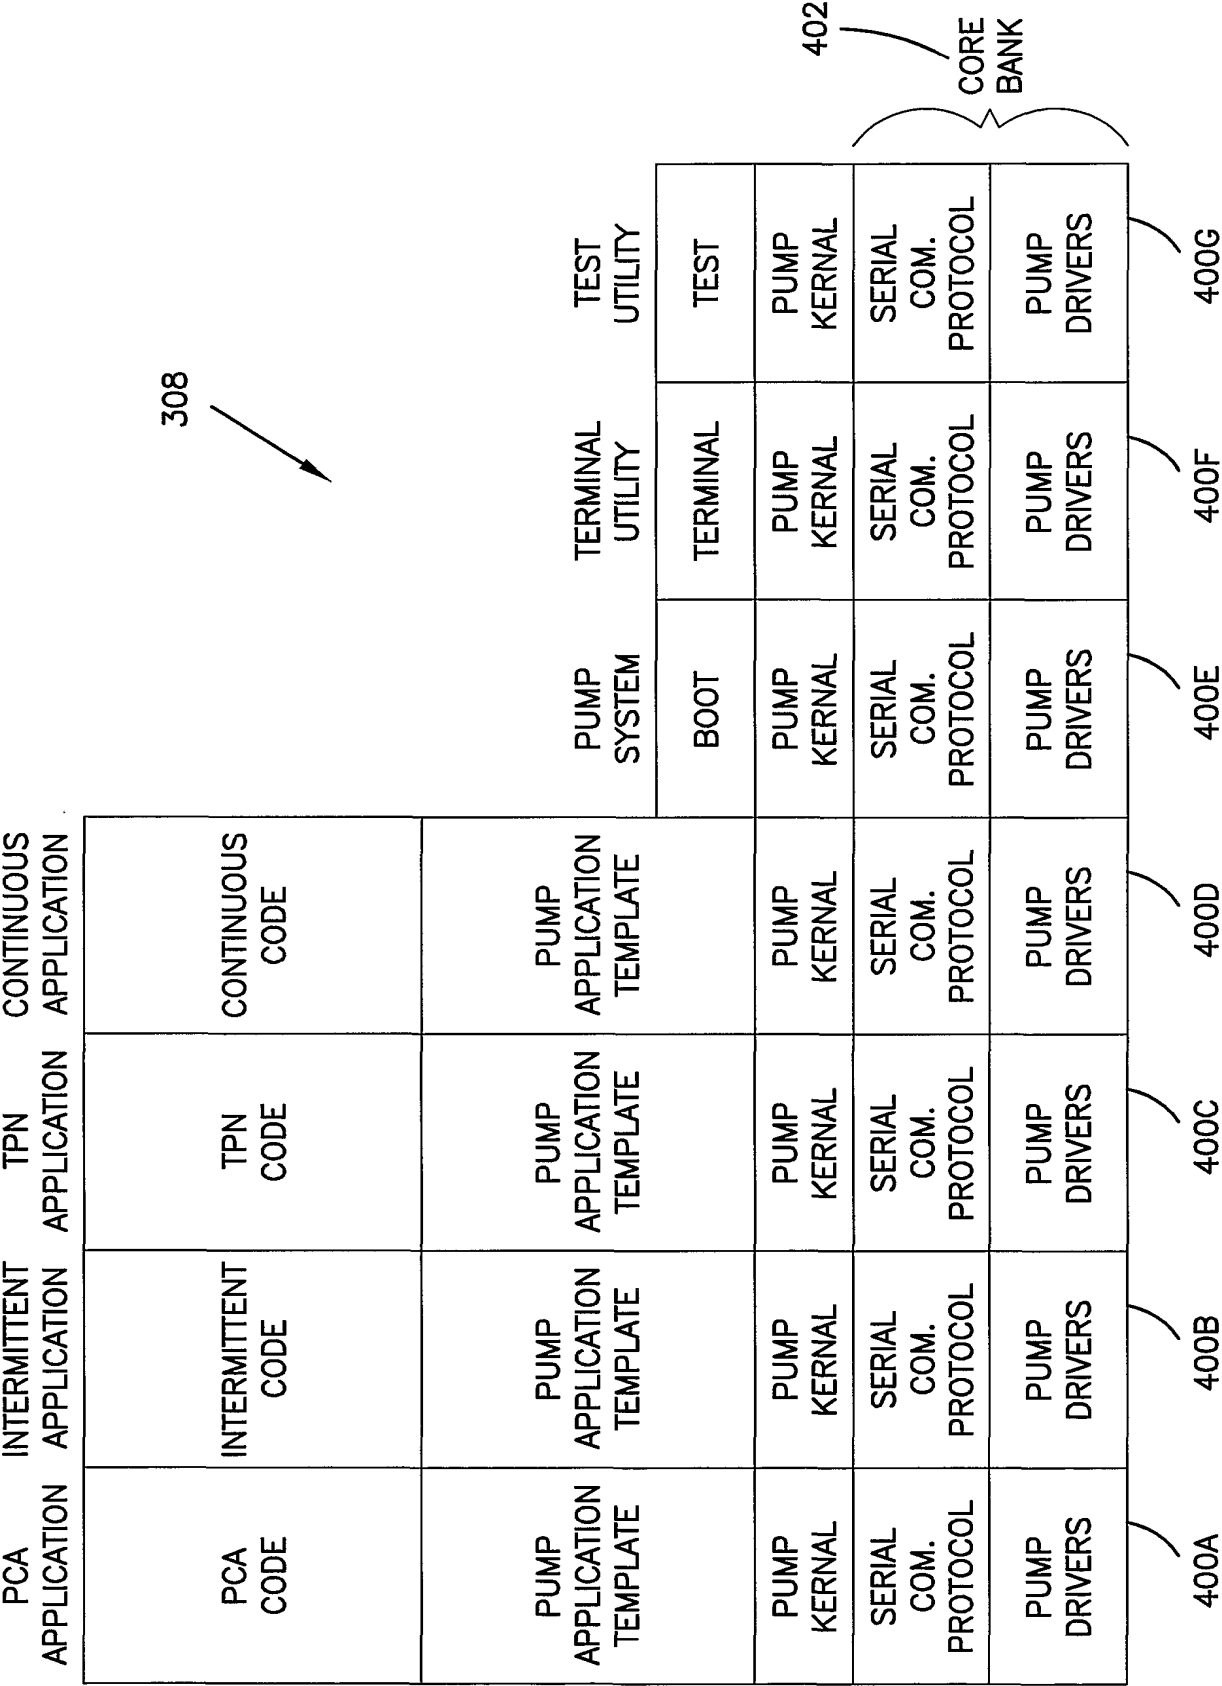 308
PCA
APPLICATION
INTERMITTENT
APPLICATION
TPN
APPLICATION
CONTINUOUS
APPLICATION
PCA
CODE
INTERMITTENT
CODE
TPN
CODE
CONTINUOUS
CODE
PUMP
APPLICATION
TEMPLATE
PUMP
APPLICATION
TEMPLATE
PUMP
APPLICATION
TEMPLATE
PUMP
APPLICATION
TEMPLATE
PUMP
SYSTEM
TERMINAL
UTILITY
TEST
UTILITY
BOOT
TERMINAL
TEST
PUMP
KERNAL
PUMP
KERNAL
PUMP
KERNAL
PUMP
KERNAL
PUMP
KERNAL
PUMP
KERNAL
PUMP
KERNAL
402
SERIAL
COM.
PROTOCOL
SERIAL
COM.
PROTOCOL
SERIAL
COM.
PROTOCOL
SERIAL
COM.
PROTOCOL
SERIAL
COM.
PROTOCOL
SERIAL
COM.
PROTOCOL
SERIAL
COM.
PROTOCOL
CORE
BANK
PUMP
DRIVERS
PUMP
DRIVERS
PUMP
DRIVERS
PUMP
DRIVERS
PUMP
DRIVERS
PUMP
DRIVERS
PUMP
DRIVERS
400A
400B
400C
400D
400E
400F
400G